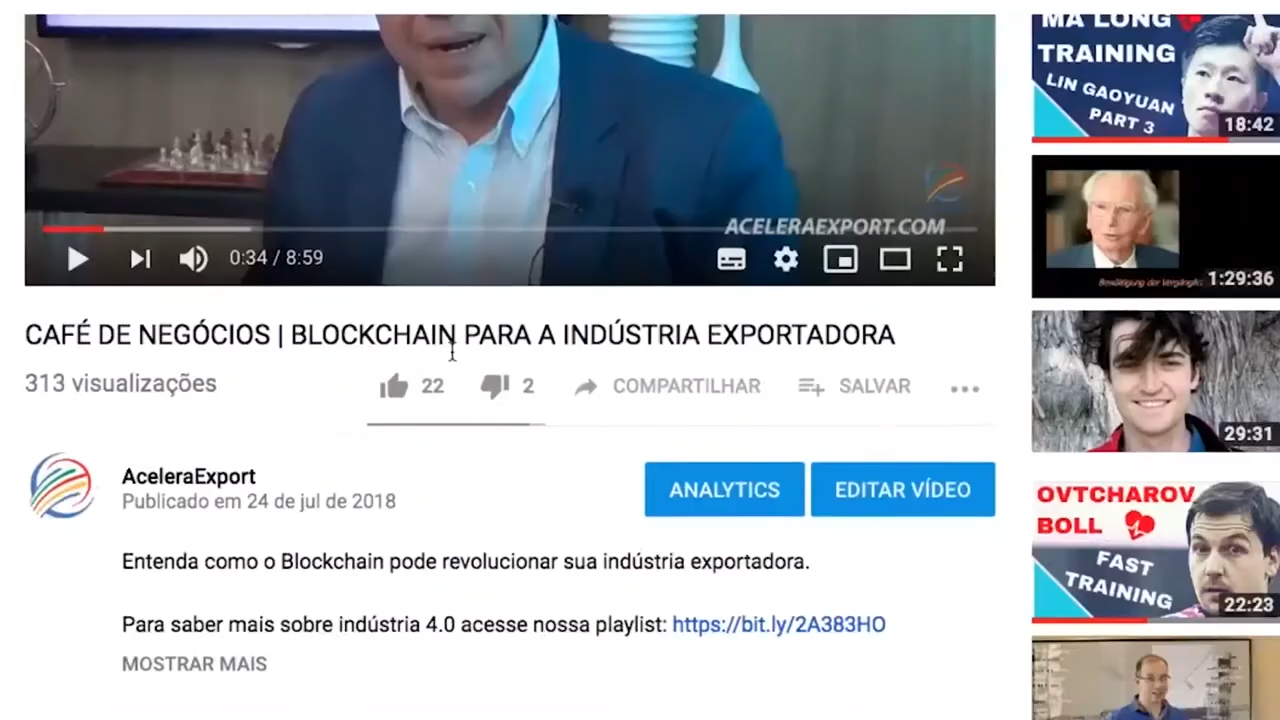 MA LONG
TRAINING
LIN GAOYUAN
PART 3
18:42
ACELERAEXPORT.COM
0:34 / 8:59
1:29:36
CAFÉ DE NEGÓCIOS | BLOCKCHAIN PARA A INDÚSTRIA EXPORTADORA
313 visualizações
22
2
COMPARTILHAR
SALVAR
29:31
AceleraExport
Publicado em 24 de jul de 2018
ANALYTICS
EDITAR VÍDEO
OVTCHAROV
BOLL
FAST
TRAINING
22:23
Entenda como o Blockchain pode revolucionar sua indústria exportadora.
Para saber mais sobre indústria 4.0 acesse nossa playlist: https://bit.ly/2A383HO
MOSTRAR MAIS